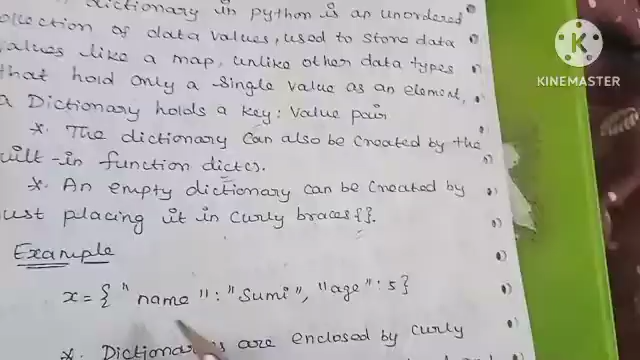 dictionary in python is an unordered
ollection of data values, used to store data
values like a map, unlike other data types
that hold only a single value as an element,
a Dictionary holds a key: value pair
* The dictionary can also be created by the
uilt-in function dict().
* An empty dictionary can be created by
just placing it in curly braces{}.
Example
x = { "name" : "Sumi", "age" : 5}
* Dictionaries are enclosed by curly
KINEMASTER